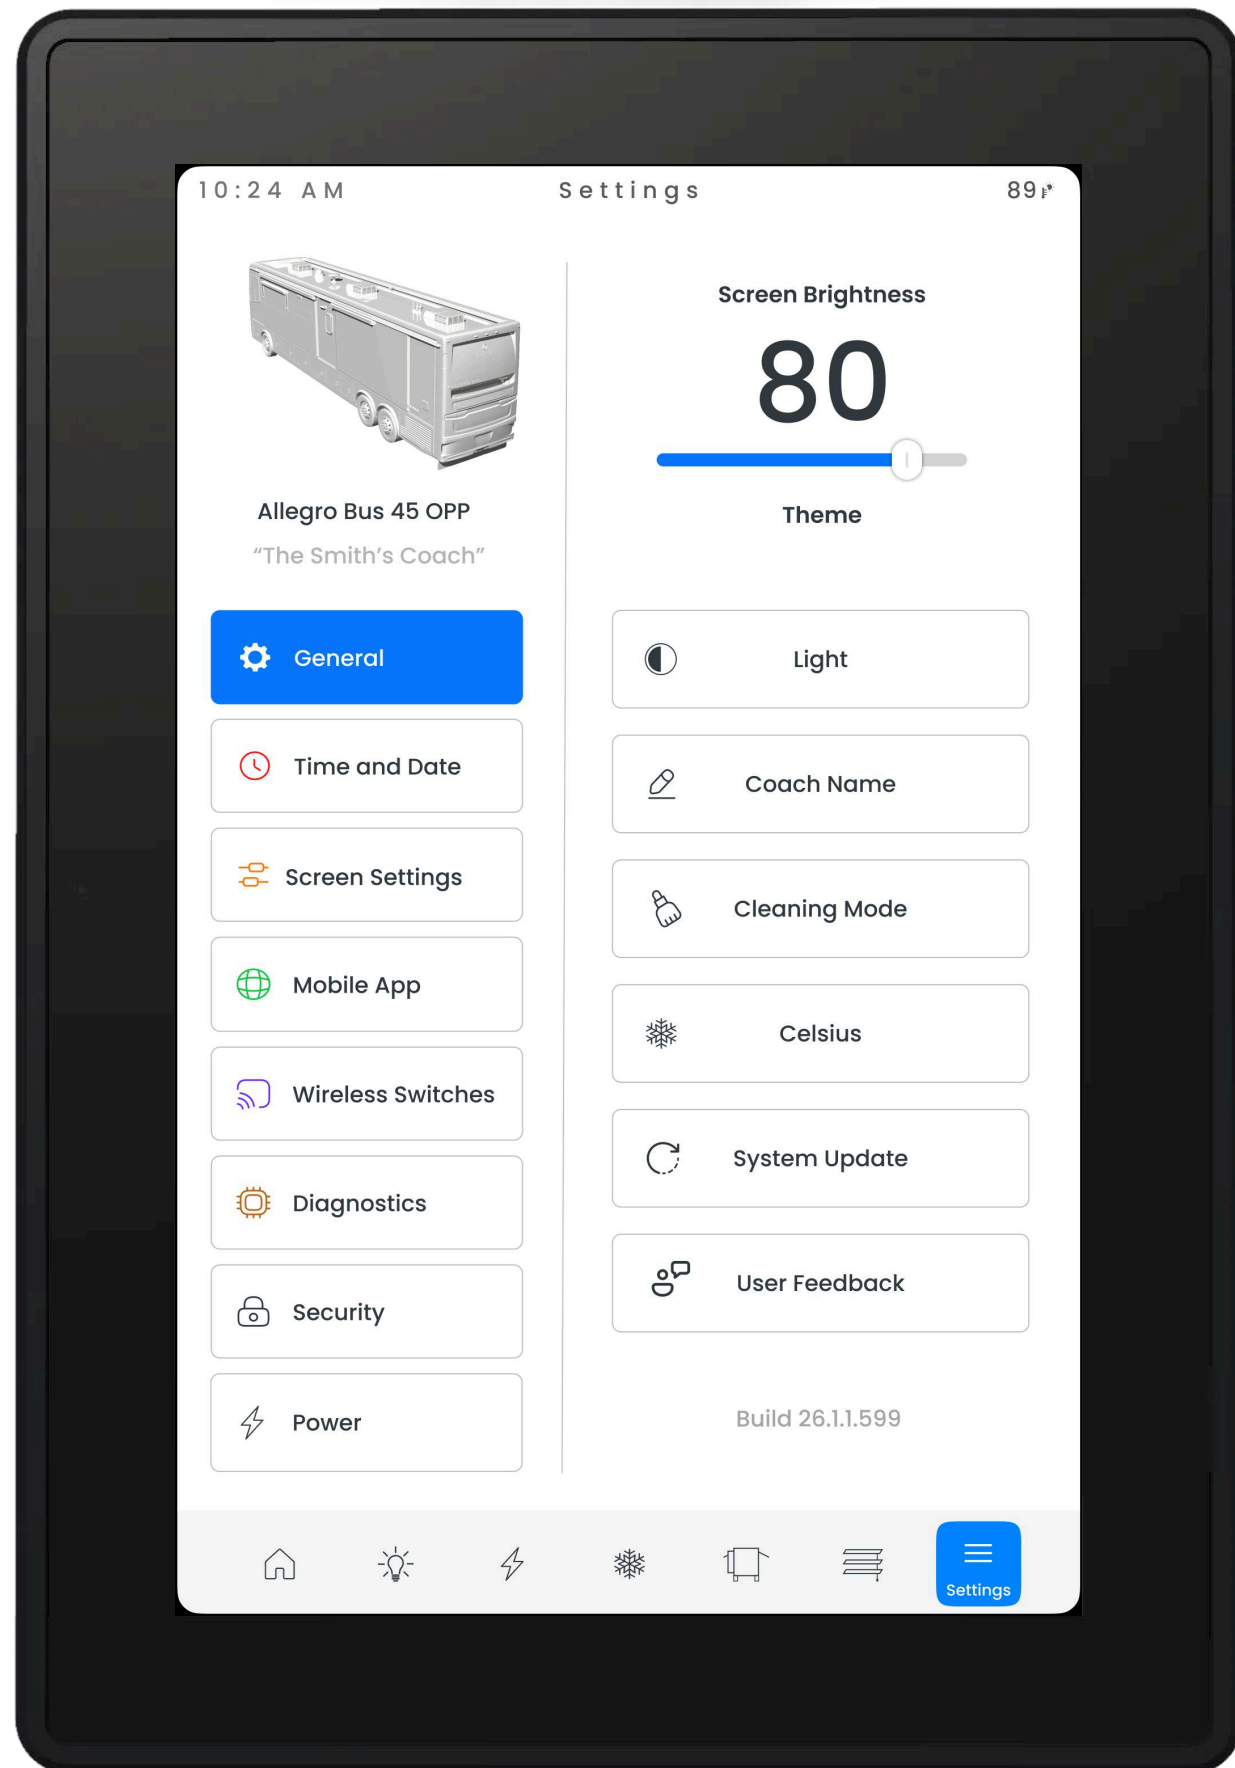 10:24 AM
Settings
89
Allegro Bus 45 OPP
“The Smith’s Coach”
General
Time and Date
Screen Settings
Mobile App
Wireless Switches
Diagnostics
Security
Power
Screen Brightness
80
Theme
Light
Coach Name
Cleaning Mode
Celsius
System Update
User Feedback
Build 26.1.1.599
Settings